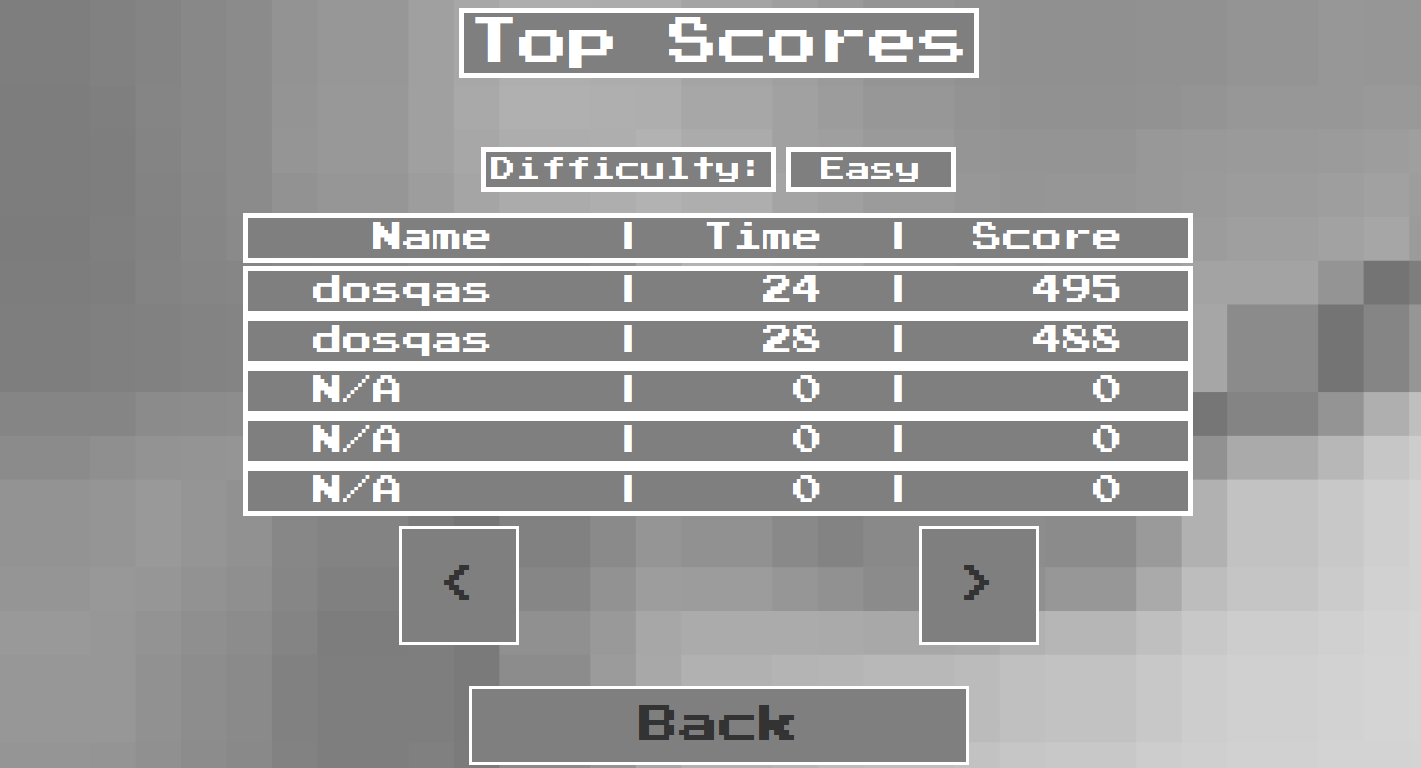 Top Scores
Difficulty: Easy
Name | Time | Score
dosqas | 24 | 495
dosqas | 28 | 488
N/A | 0 | 0
N/A | 0 | 0
N/A | 0 | 0
< >
Back